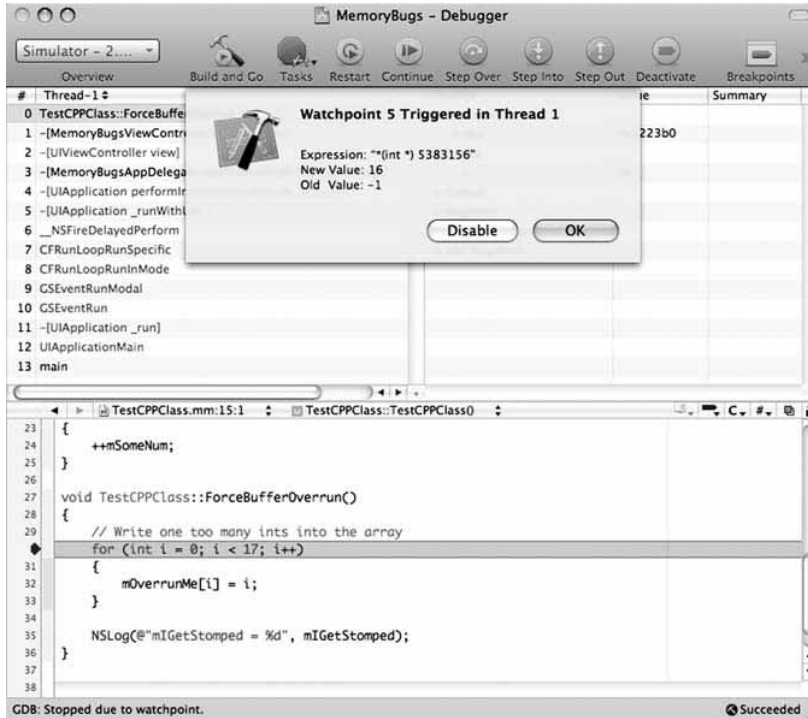 MemoryBugs – Debugger
Simulator – 2....
Overview
Build and Go
Tasks
Restart
Continue
Step Over
Step Into
Step Out
Deactivate
Breakpoints
# Thread-1
Summary
0 TestCPPClass::ForceBuffe
1 -[MemoryBugsViewContr
223b0
2 -[UIViewController view]
3 -[MemoryBugsAppDelega
4 -[UIApplication performIn
5 -[UIApplication _runWithU
6 __NSFireDelayedPerform
7 CFRunLoopRunSpecific
8 CFRunLoopRunInMode
9 GSEventRunModal
10 GSEventRun
11 -[UIApplication _run]
12 UIApplicationMain
13 main
Watchpoint 5 Triggered in Thread 1
Expression: "*(int *) 5383156"
New Value: 16
Old Value: -1
Disable
OK
TestCPPClass.mm:15:1
TestCPPClass::TestCPPClass()
C, #,
23 {
24 ++mSomeNum;
25 }
26
27 void TestCPPClass::ForceBufferOverrun()
28 {
29 // Write one too many ints into the array
for (int i = 0; i < 17; i++)
31 {
32 mOverrunMe[i] = i;
33 }
34
35 NSLog(@"mIGetStomped = %d", mIGetStomped);
36 }
37
38
GDB: Stopped due to watchpoint.
Succeeded